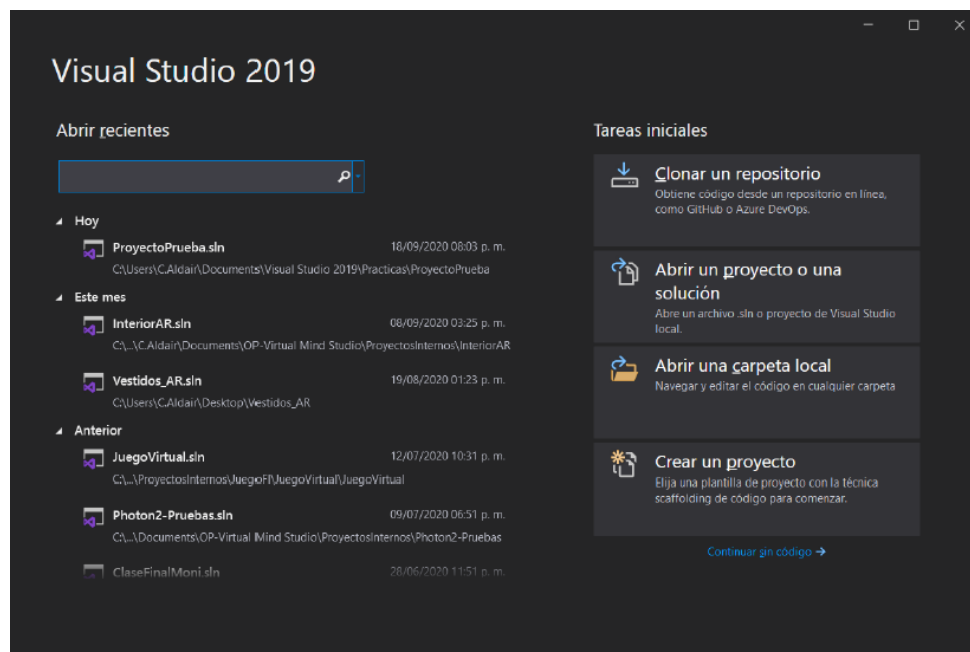 Visual Studio 2019
Abrir recientes
Hoy
ProyectoPrueba.sln 18/09/2020 08:03 p. m.
C:\Users\C.Aldair\Documents\Visual Studio 2019\Practicas\ProyectoPrueba
Este mes
InteriorAR.sln 08/09/2020 03:25 p. m.
C:\...\C.Aldair\Documents\OP-Virtual Mind Studio\ProyectosInternos\InteriorAR
Vestidos_AR.sln 19/08/2020 01:23 p. m.
C:\Users\C.Aldair\Desktop\Vestidos_AR
Anterior
JuegoVirtual.sln 12/07/2020 10:31 p. m.
C:\...\ProyectosInternos\JuegoFI\JuegoVirtual\JuegoVirtual
Photon2-Pruebas.sln 09/07/2020 06:51 p. m.
C:\...\Documents\OP-Virtual Mind Studio\ProyectosInternos\Photon2-Pruebas
ClaseFinalMoni.sln 28/06/2020 11:51 p. m.
Tareas iniciales
Clonar un repositorio
Obtiene código desde un repositorio en línea,
como GitHub o Azure DevOps.
Abrir un proyecto o una
solución
Abre un archivo .sln o proyecto de Visual Studio
local.
Abrir una carpeta local
Navegar y editar el código en cualquier carpeta
Crear un proyecto
Elija una plantilla de proyecto con la técnica
scaffolding de código para comenzar.
Continuar sin código →